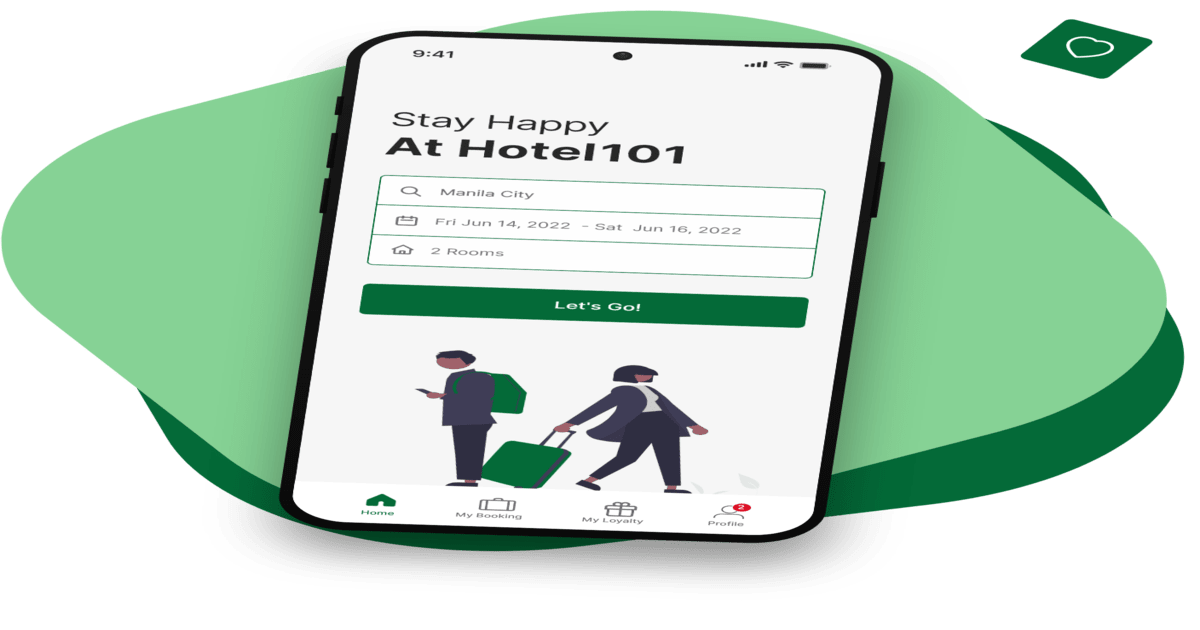 9:41
Stay Happy
At Hotel101
Manila City
Fri Jun 14, 2022 - Sat Jun 16, 2022
2 Rooms
Let's Go!
Home
My Booking
My Loyalty
2
Profile